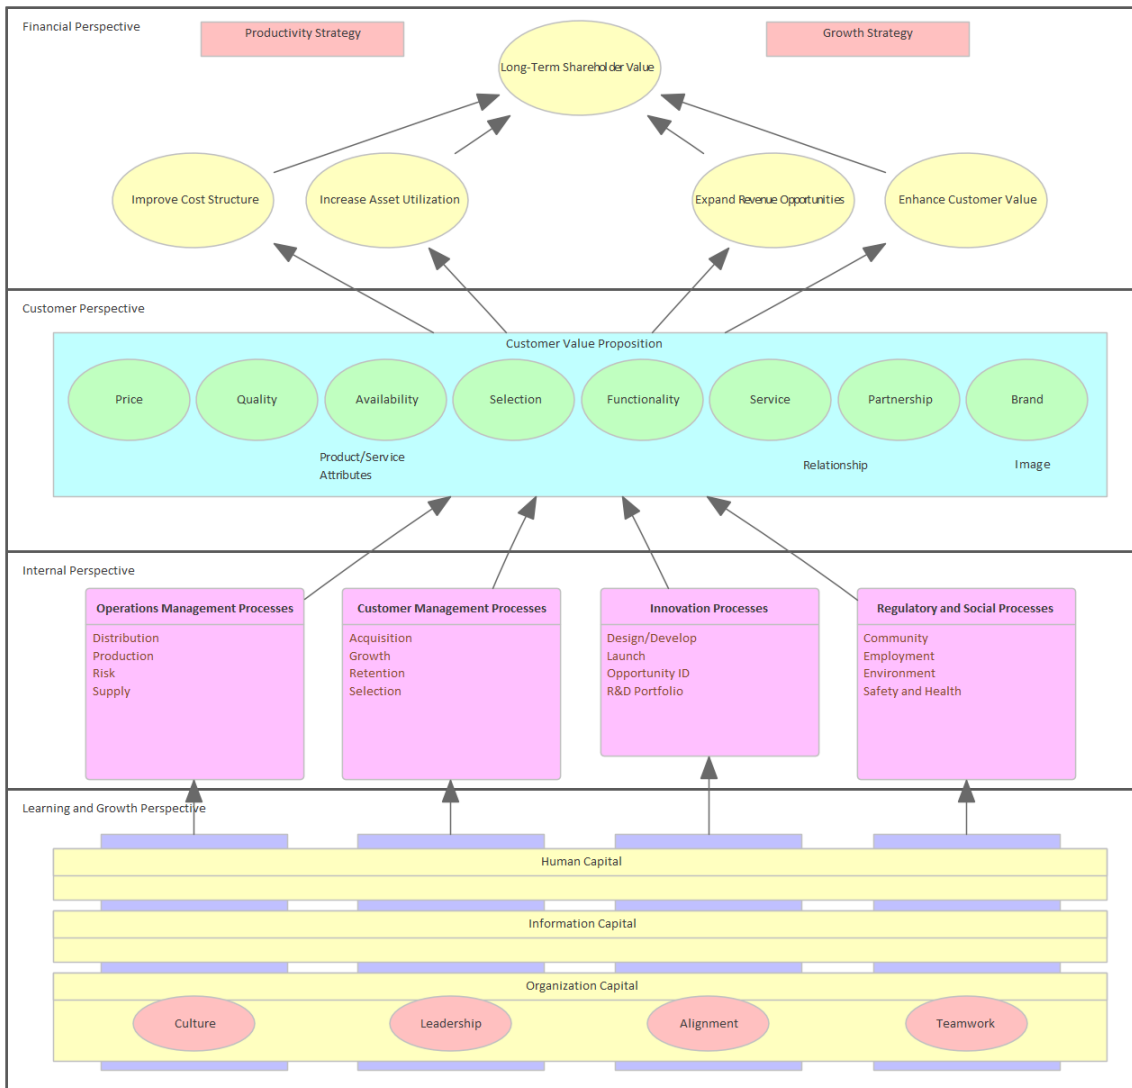 Financial Perspective
Productivity Strategy
Growth Strategy
Long-Term Shareholder Value
Improve Cost Structure
Increase Asset Utilization
Expand Revenue Opportunities
Enhance Customer Value
Customer Perspective
Customer Value Proposition
Price
Quality
Availability
Selection
Functionality
Service
Partnership
Brand
Product/Service
Attributes
Relationship
Image
Internal Perspective
Operations Management Processes
Distribution
Production
Risk
Supply
Customer Management Processes
Acquisition
Growth
Retention
Selection
Innovation Processes
Design/Develop
Launch
Opportunity ID
R&D Portfolio
Regulatory and Social Processes
Community
Employment
Environment
Safety and Health
Learning and Growth Perspective
Human Capital
Information Capital
Organization Capital
Culture
Leadership
Alignment
Teamwork